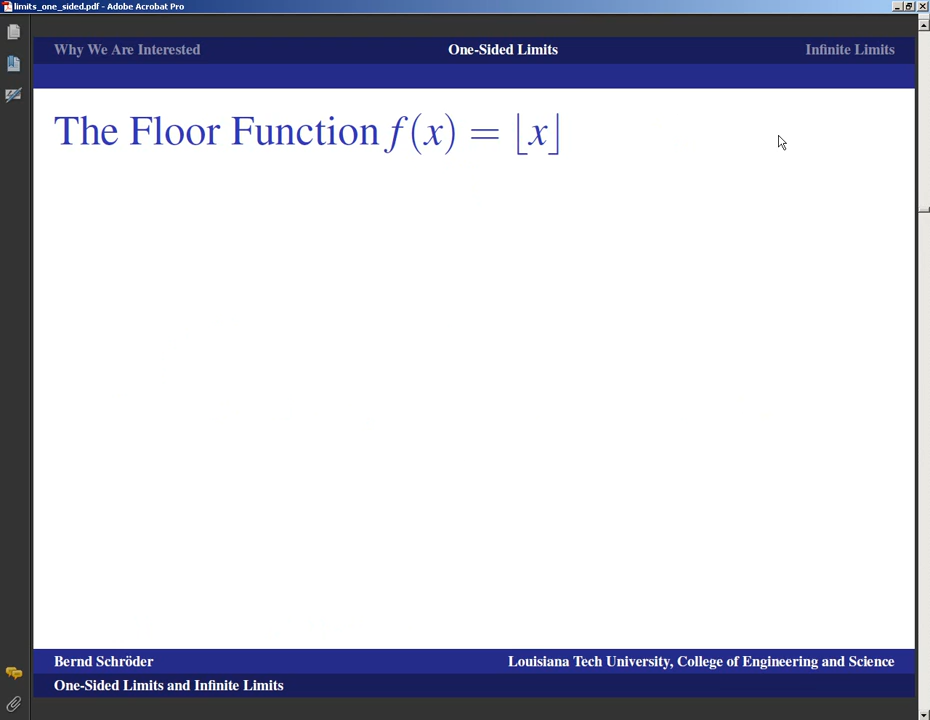 limits_one_sided.pdf - Adobe Acrobat Pro
Why We Are Interested One-Sided Limits Infinite Limits
The Floor Function f(x) = ⌊x⌋
Bernd Schröder Louisiana Tech University, College of Engineering and Science
One-Sided Limits and Infinite Limits